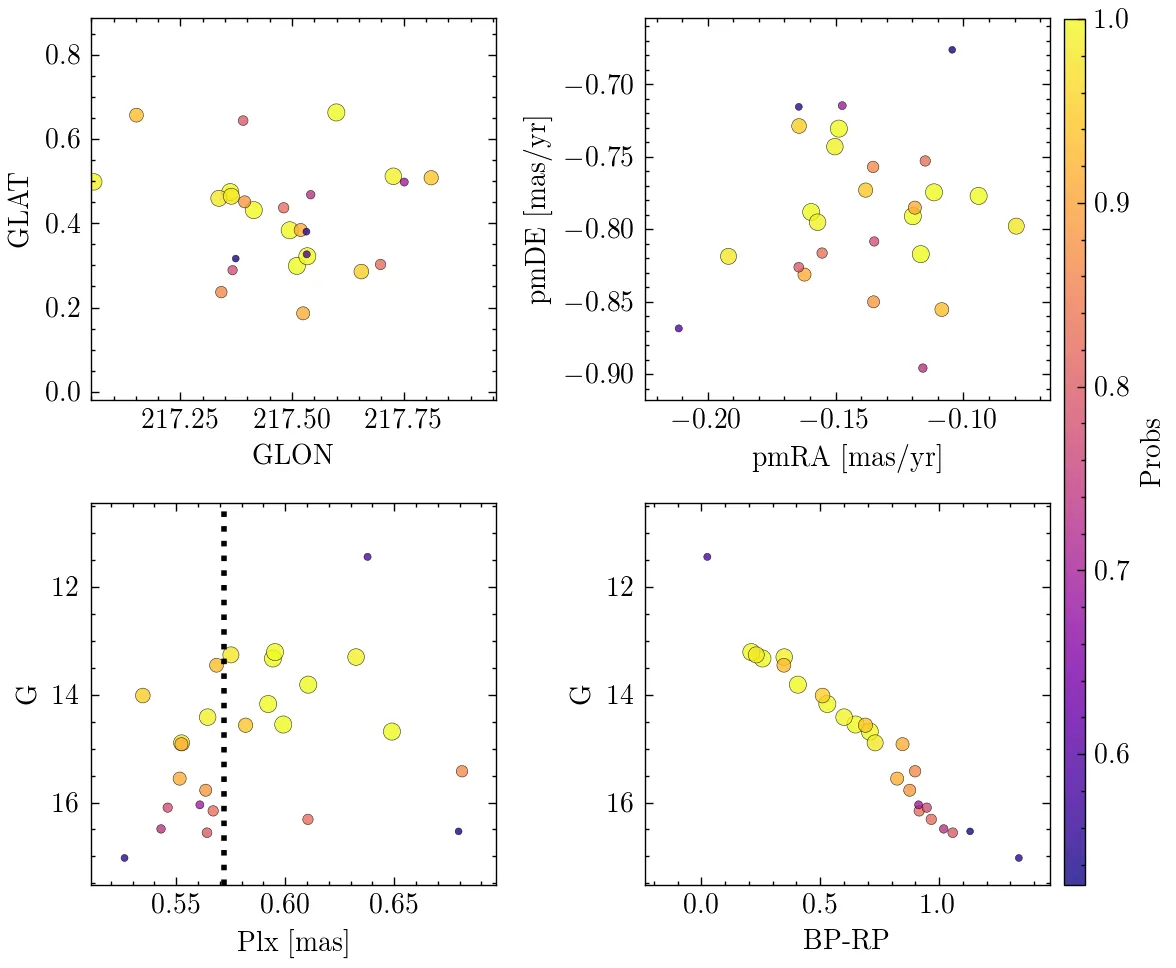 0.8
0.6
0.4
0.2
0.0
GLAT
217.25 217.50 217.75
GLON
−0.70
−0.75
−0.80
−0.85
−0.90
pmDE [mas/yr]
−0.20 −0.15 −0.10
pmRA [mas/yr]
12
14
16
G
0.55 0.60 0.65
Plx [mas]
12
14
16
G
0.0 0.5 1.0
BP-RP
1.0
0.9
0.8
0.7
0.6
Probs